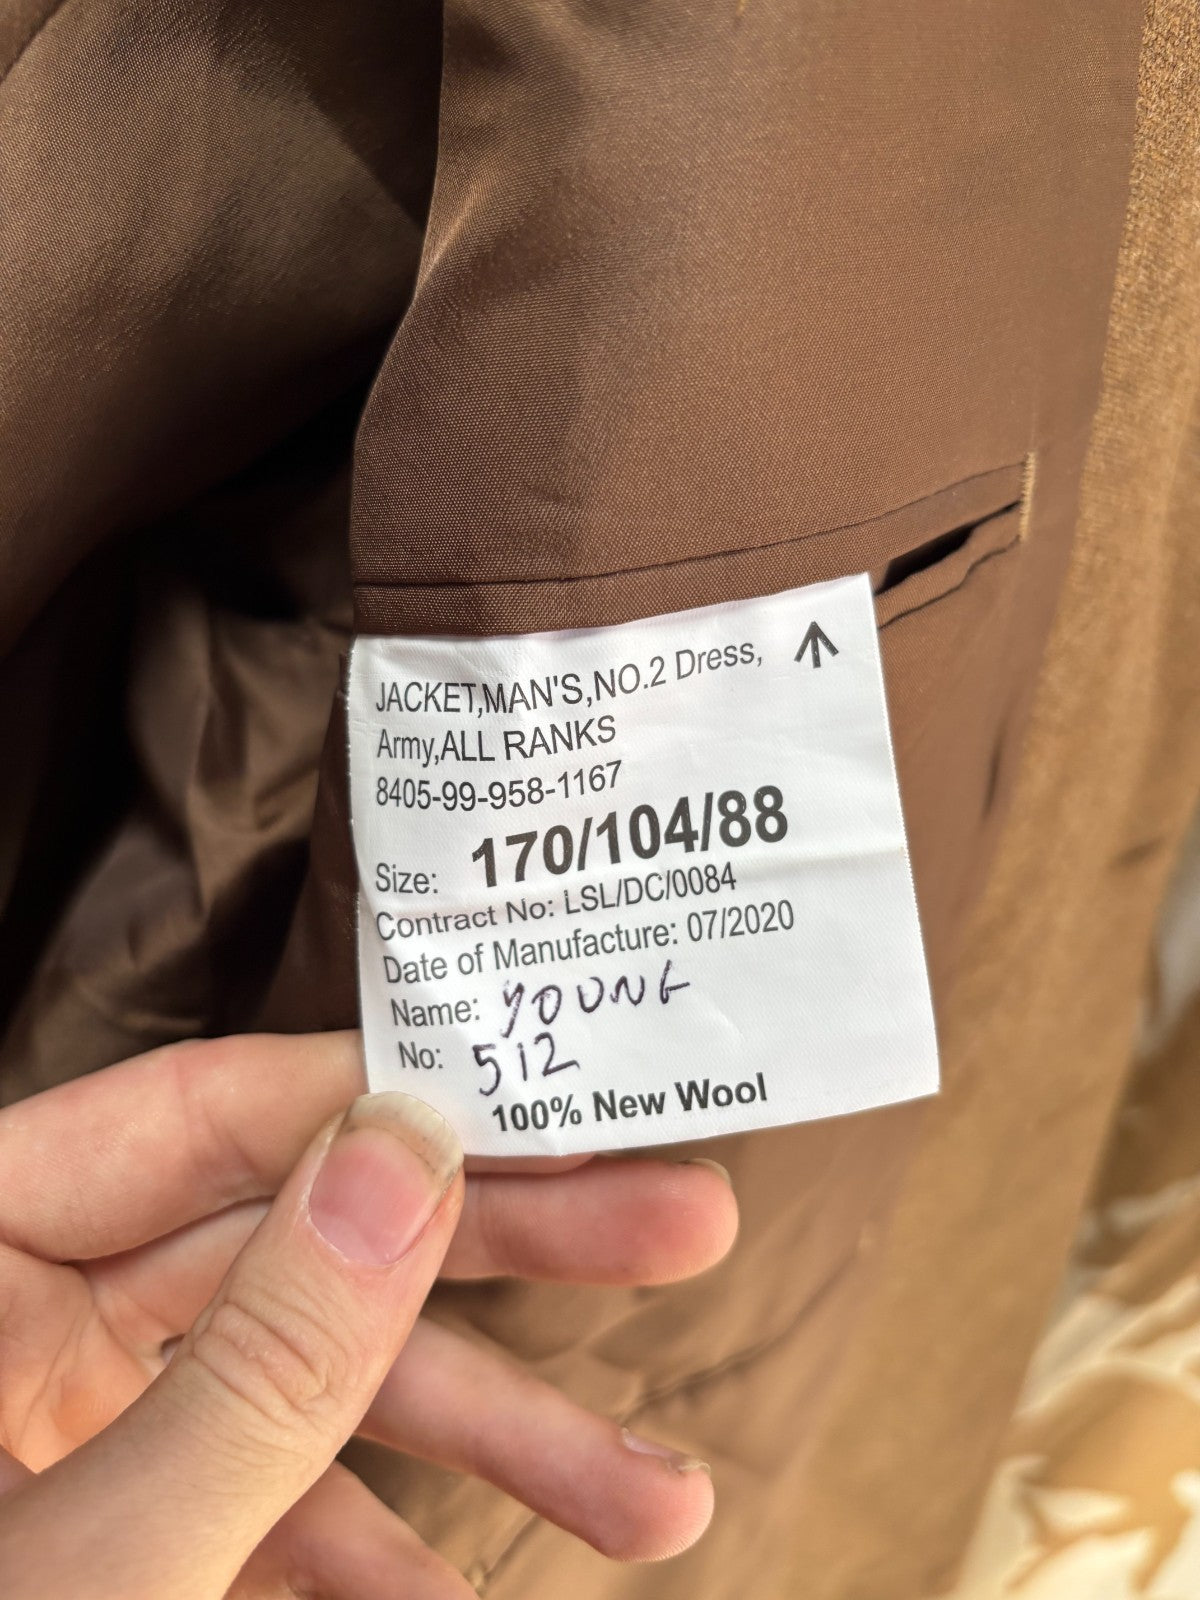 JACKET,MAN'S,NO.2 Dress,
Army,ALL RANKS
8405-99-958-1167
Size: 170/104/88
Contract No: LSL/DC/0084
Date of Manufacture: 07/2020
Name: YOUNG
No: 512
100% New Wool